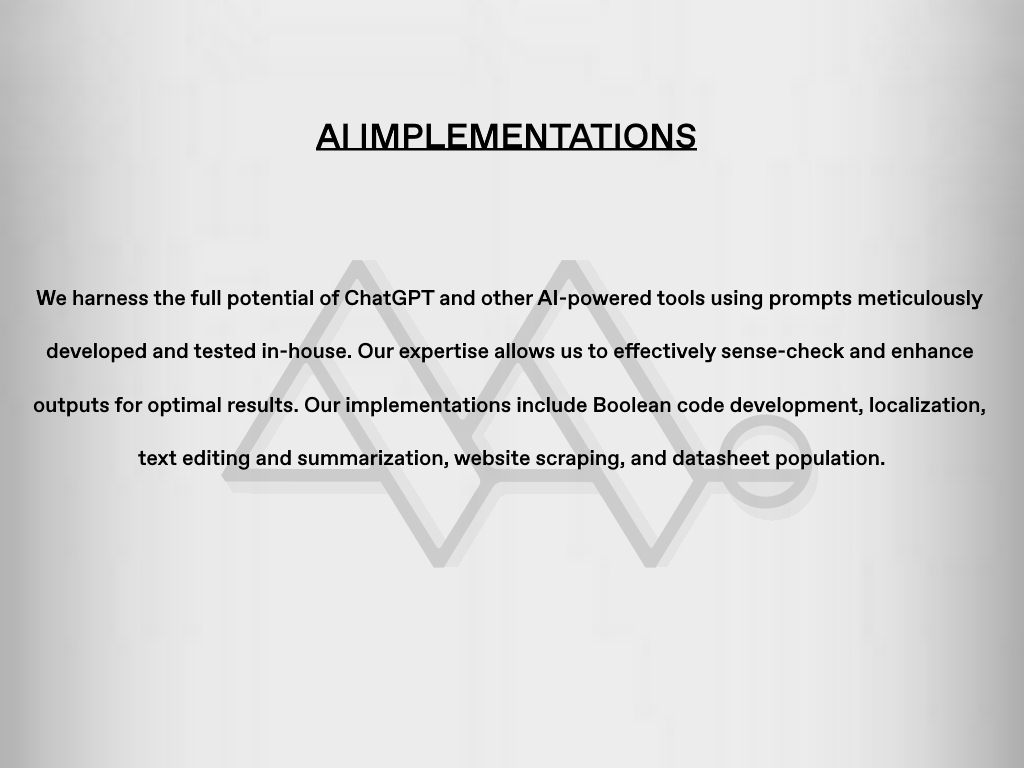 AI IMPLEMENTATIONS
We harness the full potential of ChatGPT and other AI-powered tools using prompts meticulously
developed and tested in-house. Our expertise allows us to effectively sense-check and enhance
outputs for optimal results. Our implementations include Boolean code development, localization,
text editing and summarization, website scraping, and datasheet population.